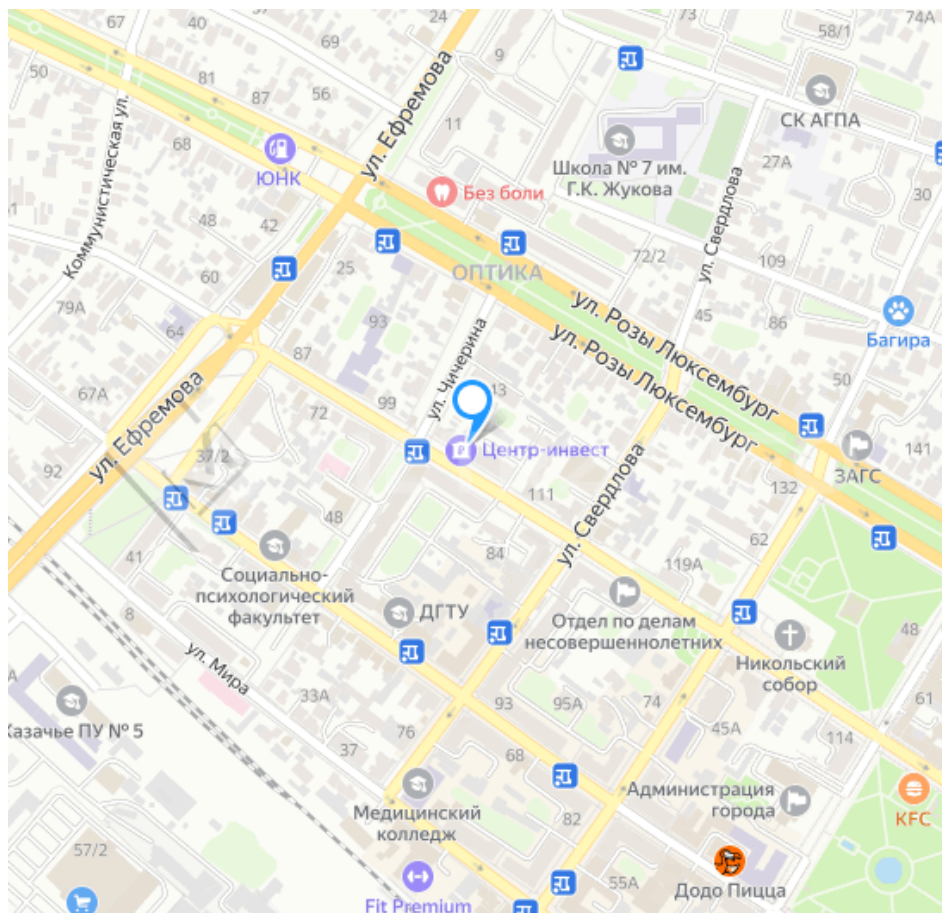 67
40
24
73
58/1
74А
69
50
81
9
87
56
ул. Ефремова
11
СК АГПА
Коммунистическая ул.
68
ЮНК
Без боли
Школа № 7 им.
Г.К. Жукова
27А
ул. Свердлова
30
48
42
60
25
ОПТИКА
72/2
109
79А
64
93
ул. Розы Люксембург
45
86
Багира
87
ул. Чичерина
ул. Розы Люксембург
67А
99
43
50
ул. Ефремова
72
141
92
37/2
Центр-инвест
ЗАГС
111
ул. Свердлова
132
48
84
62
41
Социально-
психологический
факультет
119А
8
ДГТУ
Отдел по делам
несовершеннолетних
Никольский
собор
48
ул. Мира
33А
93
95А
74
61
Казачье ПУ № 5
76
45А
114
37
68
Медицинский
колледж
Администрация
города
KFC
82
57/2
Додо Пицца
55А
Fit Premium